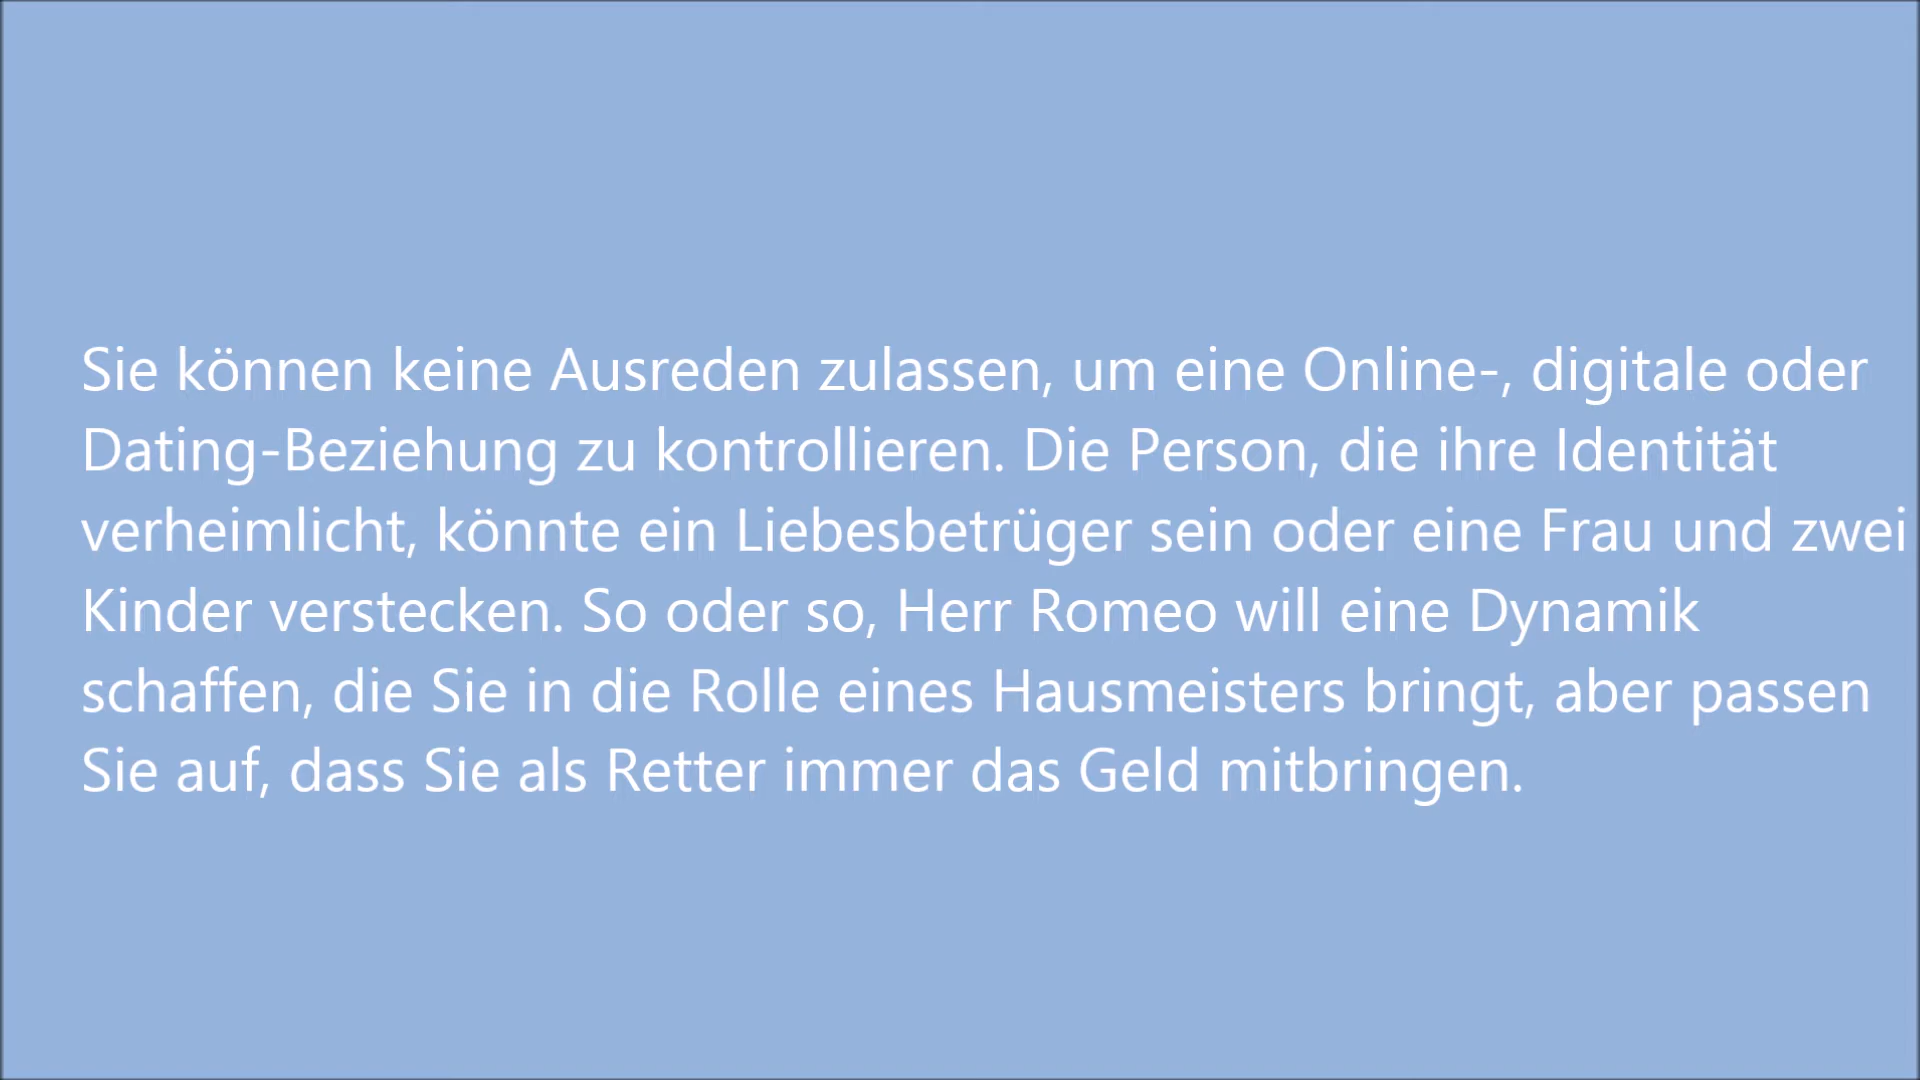 Sie können keine Ausreden zulassen, um eine Online-, digitale oder
Dating-Beziehung zu kontrollieren. Die Person, die ihre Identität
verheimlicht, könnte ein Liebesbetrüger sein oder eine Frau und zwei
Kinder verstecken. So oder so, Herr Romeo will eine Dynamik
schaffen, die Sie in die Rolle eines Hausmeisters bringt, aber passen
Sie auf, dass Sie als Retter immer das Geld mitbringen.